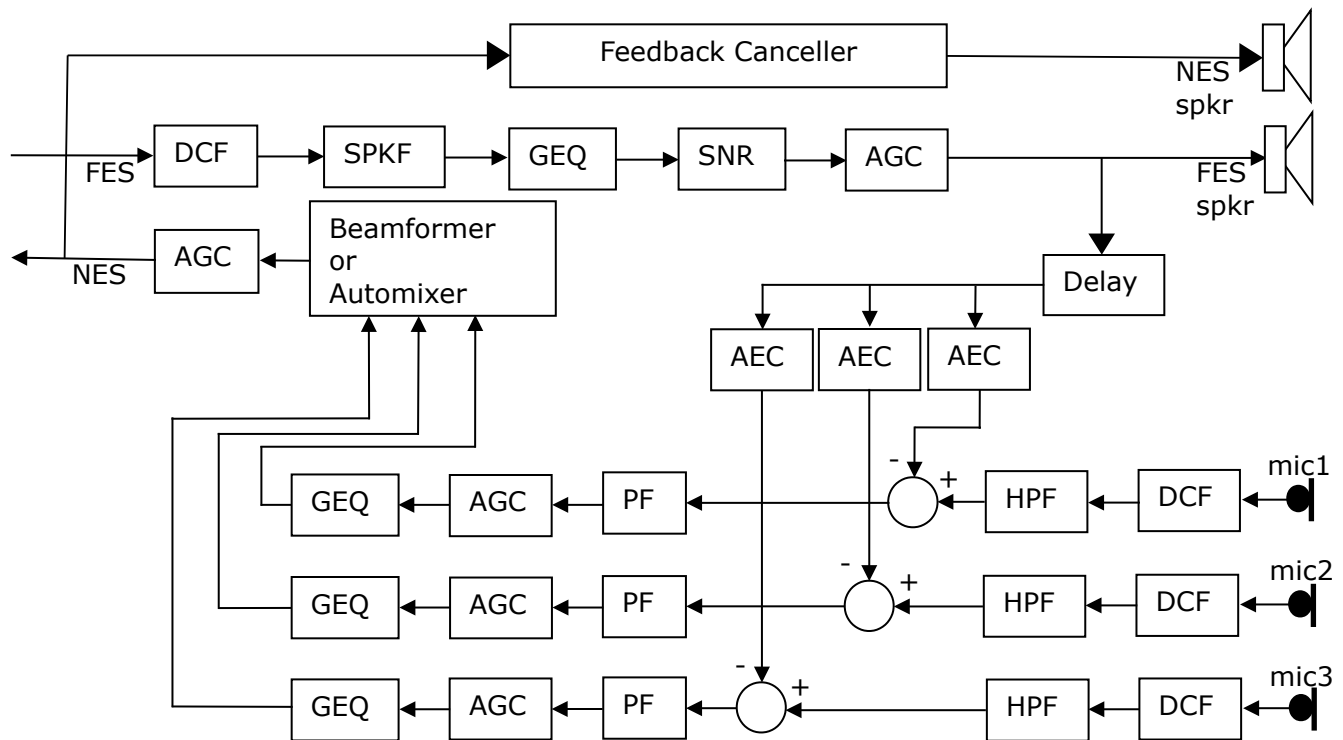 Feedback Canceller
NES
spkr
FES
DCF
SPKF
GEQ
SNR
AGC
FES
spkr
NES
AGC
Beamformer
or
Automixer
Delay
AEC
AEC
AEC
-
+
GEQ
AGC
PF
HPF
DCF
mic1
-
+
GEQ
AGC
PF
HPF
DCF
mic2
-
+
GEQ
AGC
PF
HPF
DCF
mic3